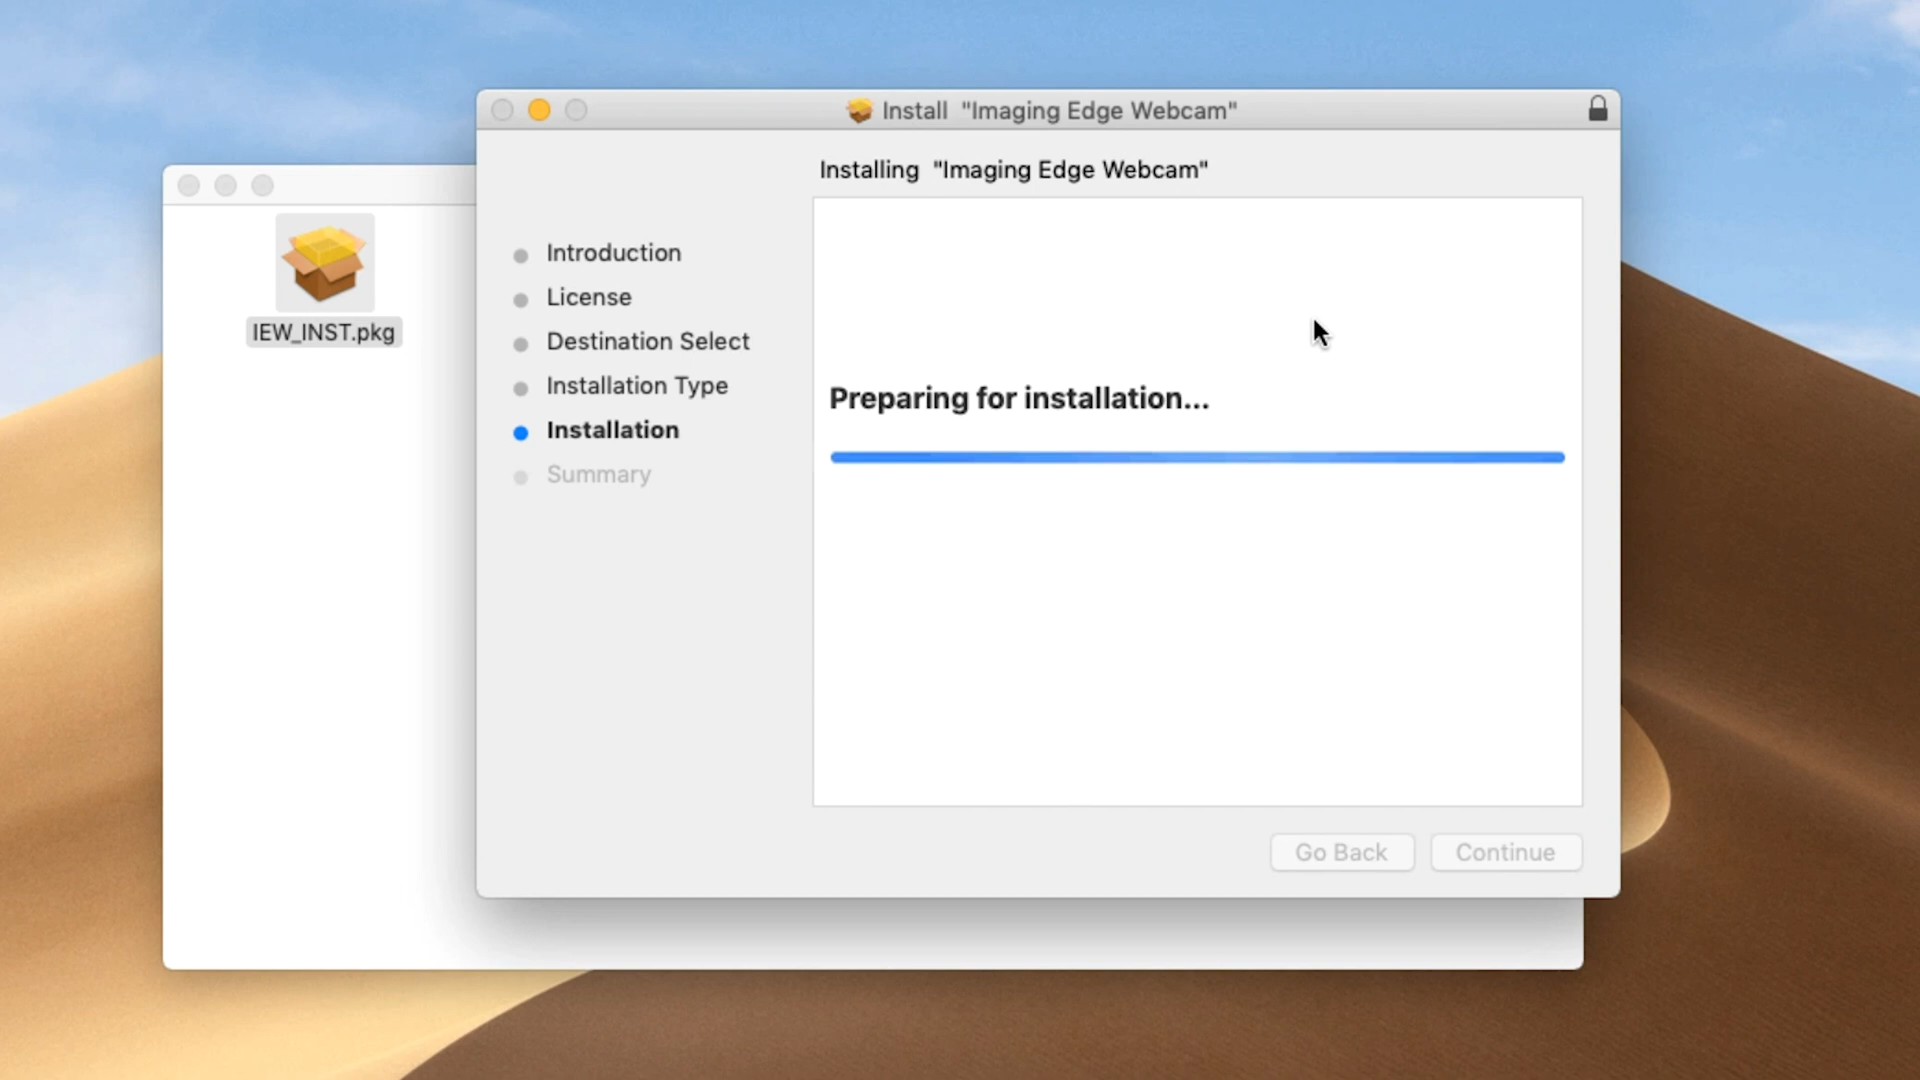 Install "Imaging Edge Webcam"
Installing "Imaging Edge Webcam"
IEW_INST.pkg
Introduction
License
Destination Select
Installation Type
Installation
Summary
Preparing for installation...
Go Back
Continue